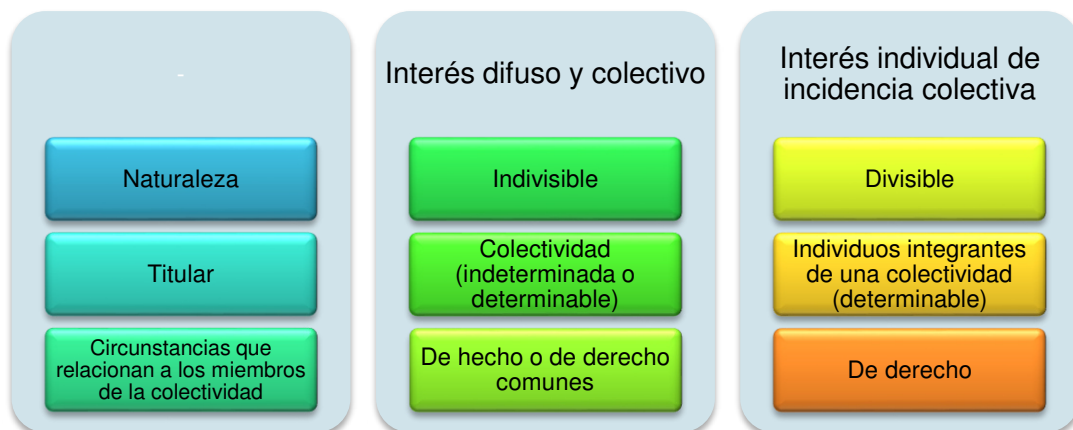 -
Naturaleza
Titular
Circunstancias que
relacionan a los miembros
de la colectividad
Interés difuso y colectivo
Indivisible
Colectividad
(indeterminada o
determinable)
De hecho o de derecho
comunes
Interés individual de
incidencia colectiva
Divisible
Individuos integrantes
de una colectividad
(determinable)
De derecho